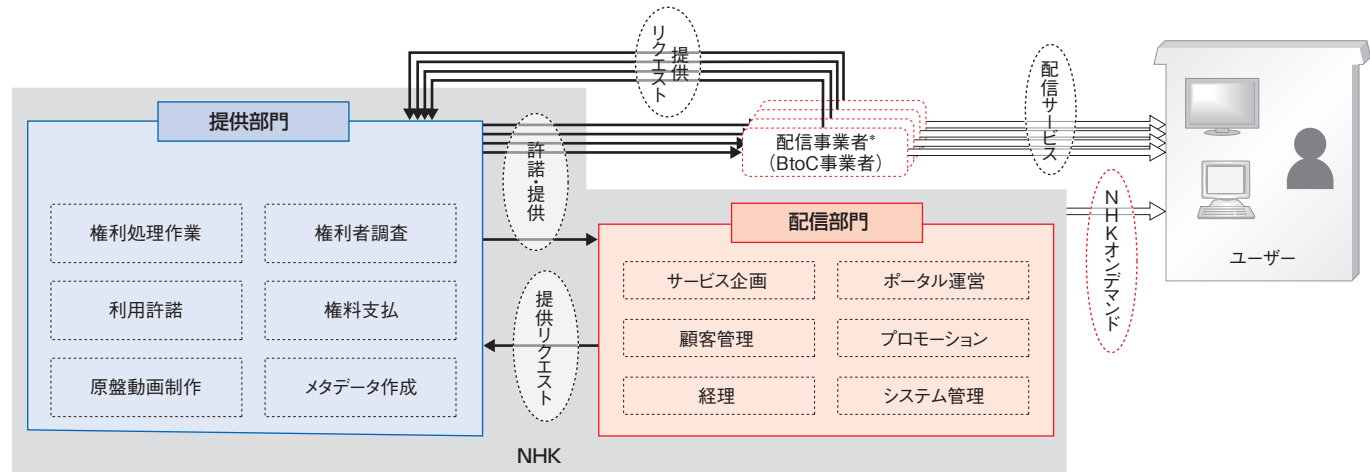 提供
リクエスト
提供部門
権利処理作業
権利者調査
利用許諾
権料支払
原盤動画制作
メタデータ作成
許諾・提供
提供リクエスト
配信事業者*
（BtoC事業者）
配信サービス
配信部門
サービス企画
ポータル運営
顧客管理
プロモーション
経理
システム管理
NHKオンデマンド
ユーザー
NHK